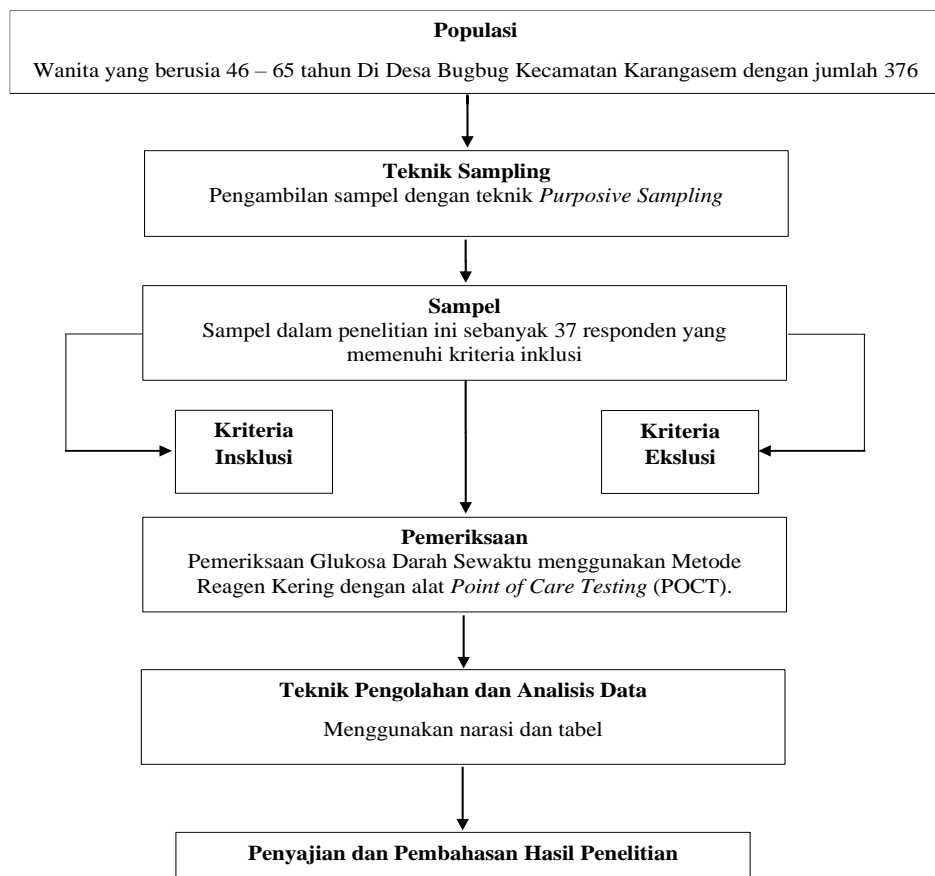 Populasi
Wanita yang berusia 46 – 65 tahun Di Desa Bugbug Kecamatan Karangasem dengan jumlah 376
Teknik Sampling
Pengambilan sampel dengan teknik Purposive Sampling
Sampel
Sampel dalam penelitian ini sebanyak 37 responden yang
memenuhi kriteria inklusi
Kriteria
Insklusi
Kriteria
Ekslusi
Pemeriksaan
Pemeriksaan Glukosa Darah Sewaktu menggunakan Metode
Reagen Kering dengan alat Point of Care Testing (POCT).
Teknik Pengolahan dan Analisis Data
Menggunakan narasi dan tabel
Penyajian dan Pembahasan Hasil Penelitian